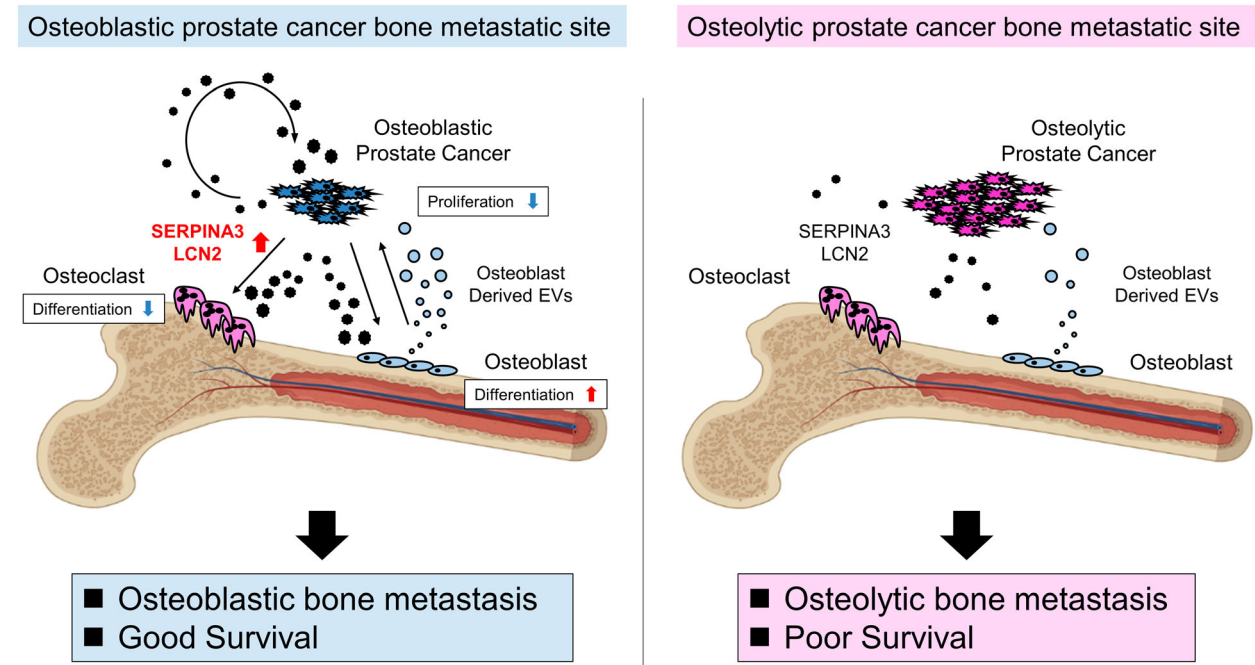 Osteoblastic prostate cancer bone metastatic site
Osteoblastic
Prostate Cancer
Proliferation
SERPINA3
LCN2
Osteoclast
Differentiation
Osteoblast
Derived EVs
Osteoblast
Differentiation
■ Osteoblastic bone metastasis
■ Good Survival
Osteolytic prostate cancer bone metastatic site
Osteolytic
Prostate Cancer
SERPINA3
LCN2
Osteoclast
Osteoblast
Derived EVs
Osteoblast
■ Osteolytic bone metastasis
■ Poor Survival